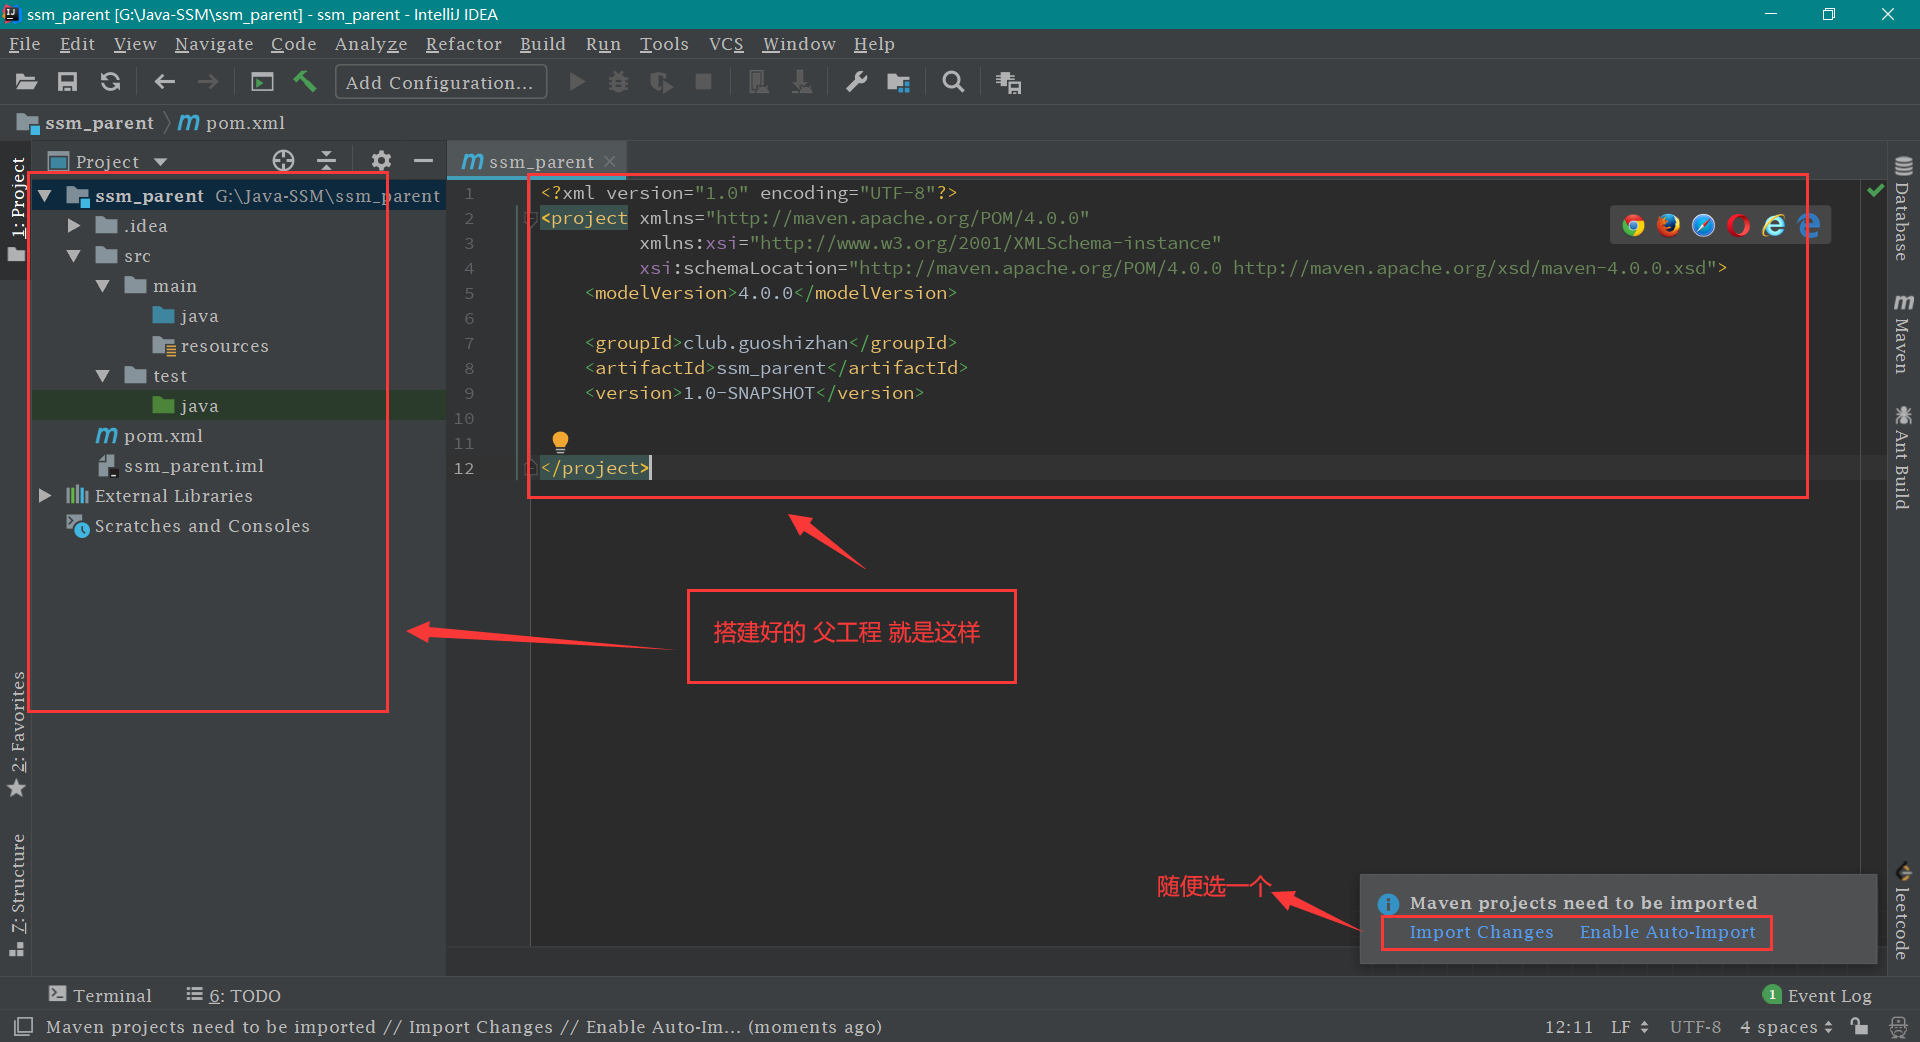 ssm_parent [G:\Java-SSM\ssm_parent] - ssm_parent - IntelliJ IDEA
File Edit View Navigate Code Analyze Refactor Build Run Tools VCS Window Help
Add Configuration...
ssm_parent pom.xml
Project
ssm_parent
1: Project
ssm_parent G:\Java-SSM\ssm_parent
.idea
src
main
java
resources
test
java
pom.xml
ssm_parent.iml
External Libraries
Scratches and Consoles
2: Favorites
Z: Structure
1 <?xml version="1.0" encoding="UTF-8"?>
2 <project xmlns="http://maven.apache.org/POM/4.0.0"
3 xmlns:xsi="http://www.w3.org/2001/XMLSchema-instance"
4 xsi:schemaLocation="http://maven.apache.org/POM/4.0.0 http://maven.apache.org/xsd/maven-4.0.0.xsd">
5 <modelVersion>4.0.0</modelVersion>
6
7 <groupId>club.guoshizhan</groupId>
8 <artifactId>ssm_parent</artifactId>
9 <version>1.0-SNAPSHOT</version>
10
11
12 </project>
搭建好的 父工程 就是这样
随便选一个
Maven projects need to be imported
Import Changes Enable Auto-Import
Database
Maven
Ant Build
leetcode
Terminal 6: TODO
1 Event Log
Maven projects need to be imported // Import Changes // Enable Auto-Im... (moments ago)
12:11 LF UTF-8 4 spaces